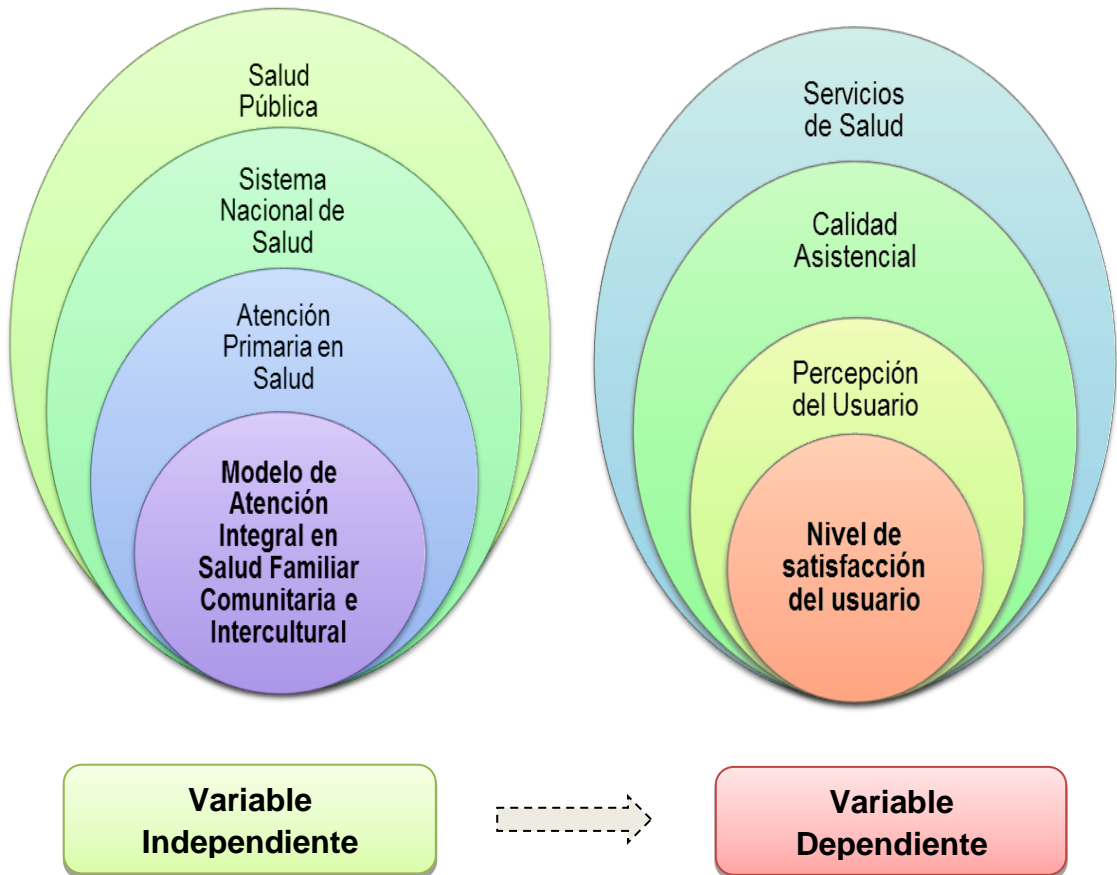 Salud
Pública
Sistema
Nacional de
Salud
Atención
Primaria en
Salud
Modelo de
Atención
Integral en
Salud Familiar
Comunitaria e
Intercultural
Servicios
de Salud
Calidad
Asistencial
Percepción
del Usuario
Nivel de
satisfacción
del usuario
Variable
Independiente
Variable
Dependiente